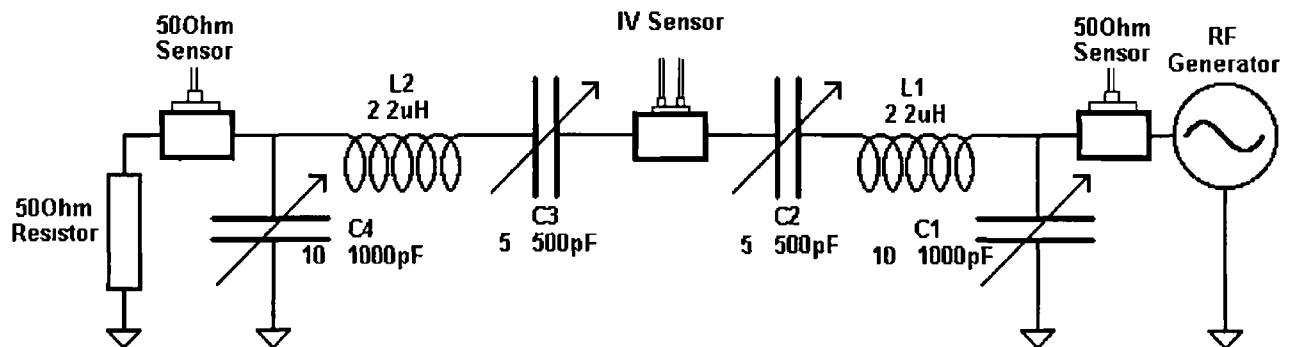 50Ohm
Sensor
L2
2 2uH
IV Sensor
L1
2 2uH
50Ohm
Sensor
RF
Generator
50Ohm
Resistor
C4
10 1000pF
C3
5 500pF
C2
5 500pF
C1
10 1000pF